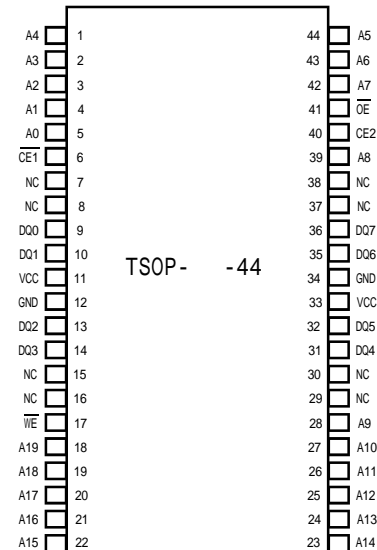 A4 1 44 A5
A3 2 43 A6
A2 3 42 A7
A1 4 41 O̅E̅
A0 5 40 CE2
C̅E̅1̅ 6 39 A8
NC 7 38 NC
NC 8 37 NC
DQ0 9 36 DQ7
DQ1 10 35 DQ6
VCC 11 TSOP- -44 34 GND
GND 12 33 VCC
DQ2 13 32 DQ5
DQ3 14 31 DQ4
NC 15 30 NC
NC 16 29 NC
W̅E̅ 17 28 A9
A19 18 27 A10
A18 19 26 A11
A17 20 25 A12
A16 21 24 A13
A15 22 23 A14